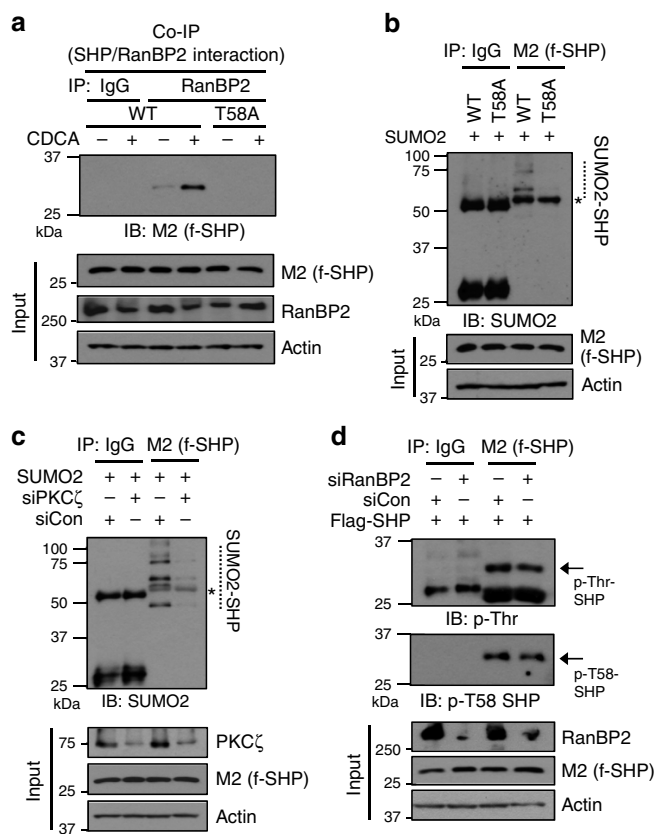 a
Co-IP
(SHP/RanBP2 interaction)
IP: IgG RanBP2
WT T58A
CDCA – + – + – +
37
25
kDa
IB: M2 (f-SHP)
Input
25
M2 (f-SHP)
250
RanBP2
37
Actin
b
IP: IgG M2 (f-SHP)
WT T58A WT T58A
SUMO2 + + + +
100
75
50
37
25
kDa
SUMO2-SHP
*
IB: SUMO2
Input
25
M2
(f-SHP)
37
Actin
c
IP: IgG M2 (f-SHP)
SUMO2 + + + +
siPKCζ – + – +
siCon + – + –
100
75
50
37
25
kDa
SUMO2-SHP
*
IB: SUMO2
Input
75
PKCζ
25
M2 (f-SHP)
37
Actin
d
IP: IgG M2 (f-SHP)
siRanBP2 – + – +
siCon + – + –
Flag-SHP + + + +
37
25
p-Thr-
SHP
IB: p-Thr
37
25
kDa
p-T58-
SHP
IB: p-T58 SHP
Input
250
RanBP2
25
M2 (f-SHP)
37
Actin